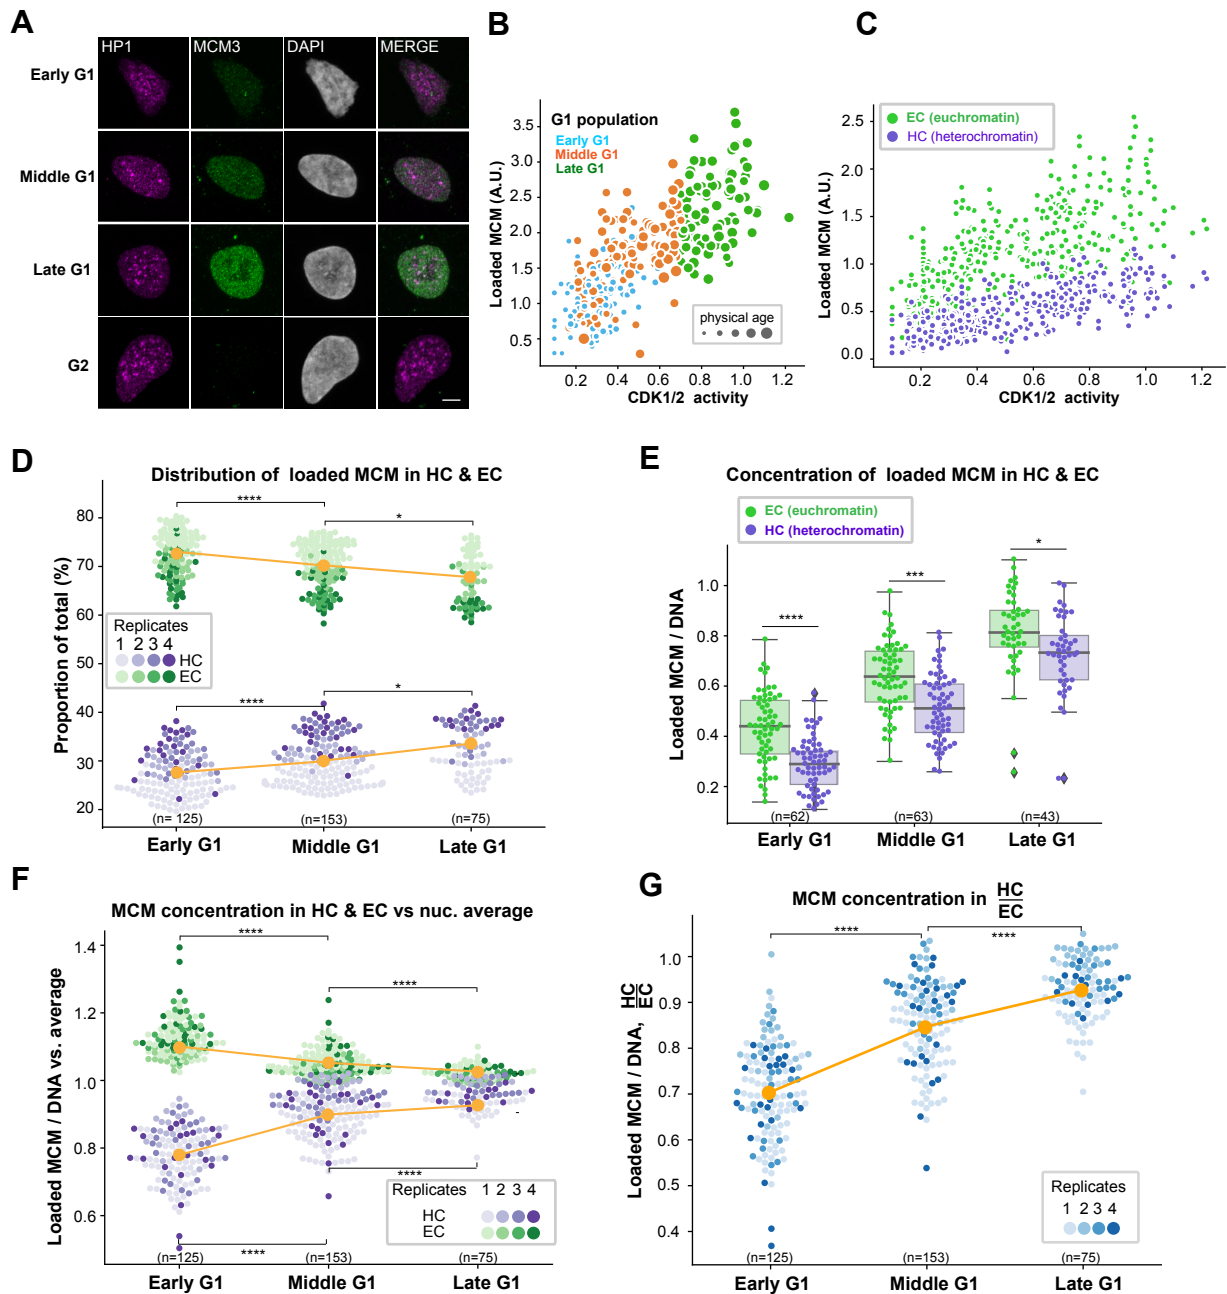 A
HP1 MCM3 DAPI MERGE
Early G1
Middle G1
Late G1
G2
B
G1 population
Early G1
Middle G1
Late G1
physical age
Loaded MCM (A.U.)
3.5
3.0
2.5
2.0
1.5
1.0
0.5
0.2 0.4 0.6 0.8 1.0 1.2
CDK1/2 activity
C
EC (euchromatin)
HC (heterochromatin)
Loaded MCM (A.U.)
2.5
2.0
1.5
1.0
0.5
0.0
0.2 0.4 0.6 0.8 1.0 1.2
CDK1/2 activity
D
Distribution of loaded MCM in HC & EC
**** *
Proportion of total (%)
80
70
60
50
40
30
20
Replicates
1 2 3 4
HC
EC
**** *
(n= 125) (n=153) (n=75)
Early G1 Middle G1 Late G1
E
Concentration of loaded MCM in HC & EC
EC (euchromatin)
HC (heterochromatin)
Loaded MCM / DNA
1.0
0.8
0.6
0.4
0.2
**** *** *
(n=62) (n=63) (n=43)
Early G1 Middle G1 Late G1
F
MCM concentration in HC & EC vs nuc. average
**** ****
Loaded MCM / DNA vs. average
1.4
1.2
1.0
0.8
0.6
**** ****
Replicates 1 2 3 4
HC
EC
(n=125) (n=153) (n=75)
Early G1 Middle G1 Late G1
G
MCM concentration in HC
EC
**** ****
Loaded MCM / DNA, HC
EC
1.0
0.9
0.8
0.7
0.6
0.5
0.4
Replicates
1 2 3 4
(n=125) (n=153) (n=75)
Early G1 Middle G1 Late G1